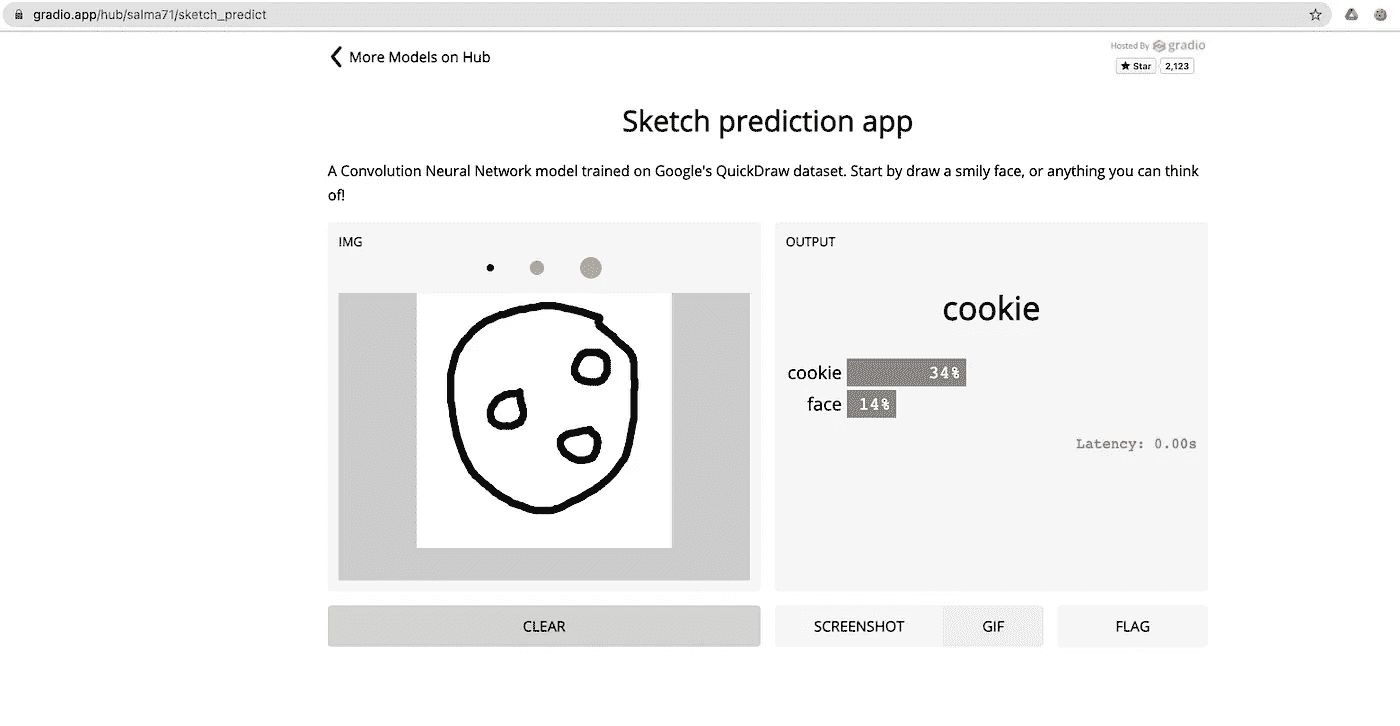 gradio.app/hub/salma71/sketch_predict
More Models on Hub
Hosted By gradio
Star 2,123
Sketch prediction app
A Convolution Neural Network model trained on Google's QuickDraw dataset. Start by draw a smily face, or anything you can think
of!
IMG
OUTPUT
cookie
cookie 34%
face 14%
Latency: 0.00s
CLEAR
SCREENSHOT
GIF
FLAG